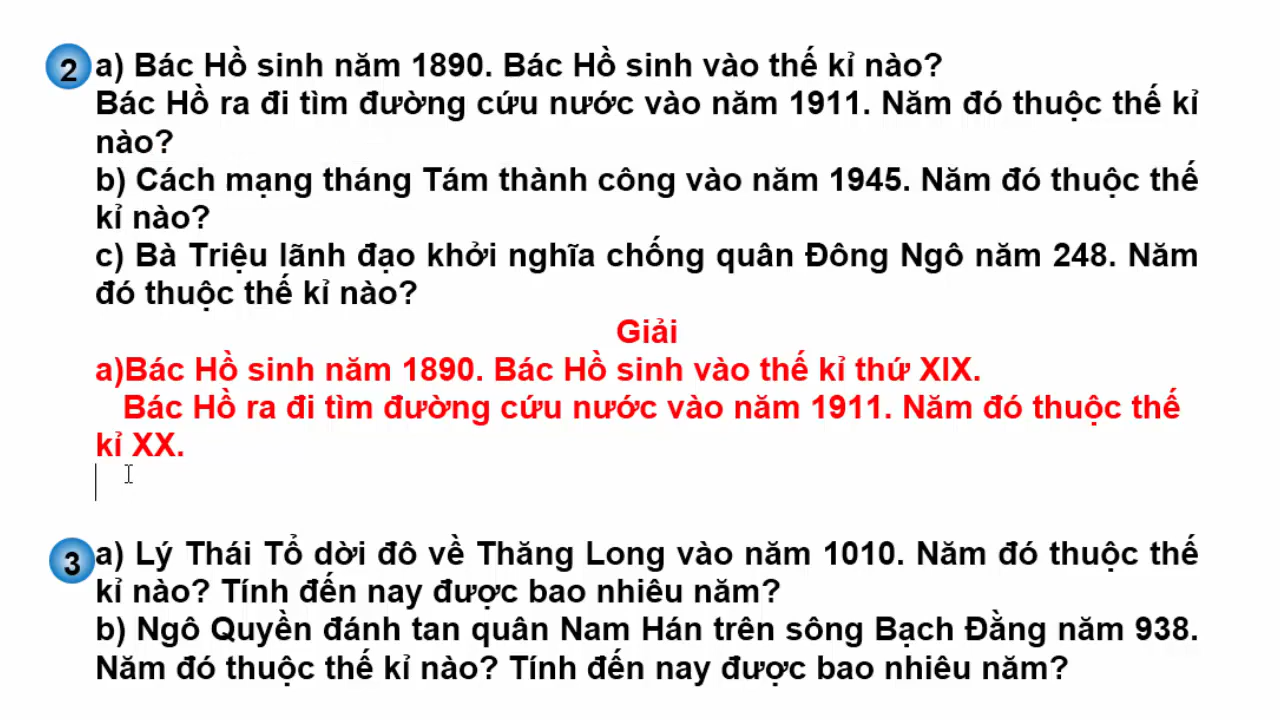 2 a) Bác Hồ sinh năm 1890. Bác Hồ sinh vào thế kỉ nào?
Bác Hồ ra đi tìm đường cứu nước vào năm 1911. Năm đó thuộc thế kỉ
nào?
b) Cách mạng tháng Tám thành công vào năm 1945. Năm đó thuộc thế
kỉ nào?
c) Bà Triệu lãnh đạo khởi nghĩa chống quân Đông Ngô năm 248. Năm
đó thuộc thế kỉ nào?
Giải
a)Bác Hồ sinh năm 1890. Bác Hồ sinh vào thế kỉ thứ XIX.
Bác Hồ ra đi tìm đường cứu nước vào năm 1911. Năm đó thuộc thế
kỉ XX.
3 a) Lý Thái Tổ dời đô về Thăng Long vào năm 1010. Năm đó thuộc thế
kỉ nào? Tính đến nay được bao nhiêu năm?
b) Ngô Quyền đánh tan quân Nam Hán trên sông Bạch Đằng năm 938.
Năm đó thuộc thế kỉ nào? Tính đến nay được bao nhiêu năm?